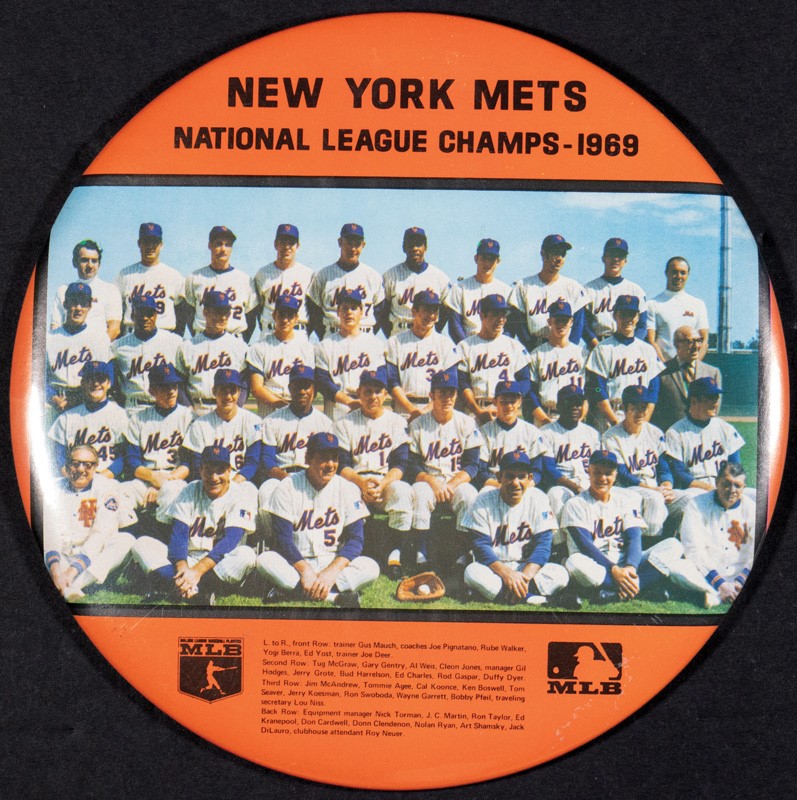 NEW YORK METS
NATIONAL LEAGUE CHAMPS-1969
MAJOR LEAGUE BASEBALL PLAYERS
MLB
L. to R., front Row: trainer Gus Mauch, coaches Joe Pignatano, Rube Walker,
Yogi Berra, Ed Yost, trainer Joe Deer.
Second Row: Tug McGraw, Gary Gentry, Al Weis, Cleon Jones, manager Gil
Hodges, Jerry Grote, Bud Harrelson, Ed Charles, Rod Gaspar, Duffy Dyer.
Third Row: Jim McAndrew, Tommie Agee, Cal Koonce, Ken Boswell, Tom
Seaver, Jerry Koesman, Ron Swoboda, Wayne Garrett, Bobby Pfeil, traveling
secretary Lou Niss.
Back Row: Equipment manager Nick Torman, J. C. Martin, Ron Taylor, Ed
Kranepool, Don Cardwell, Donn Clendenon, Nolan Ryan, Art Shamsky, Jack
DiLauro, clubhouse attendant Roy Neuer.
MLB